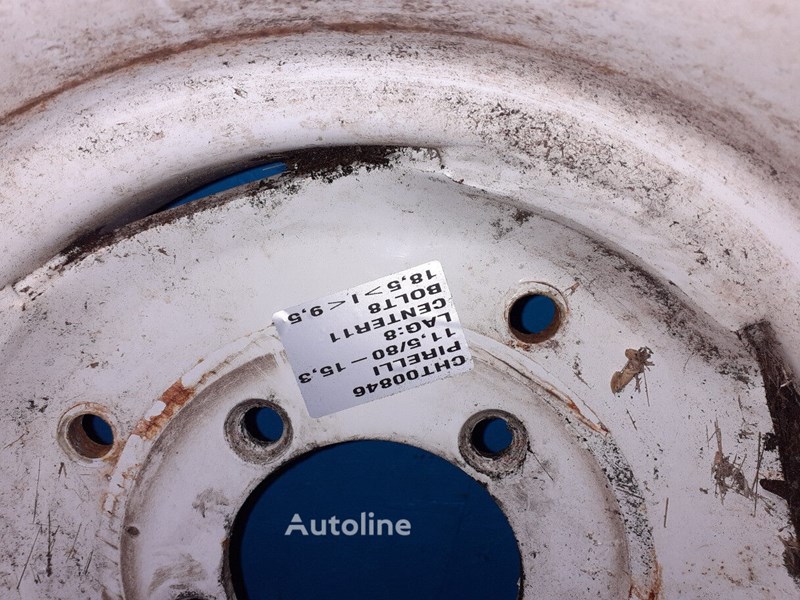 CHT00846
PIRELLI
11,5/80 – 15,3
LAG:8
CENTER11
BOLT8
18,5 > I < 9,5
Autoline